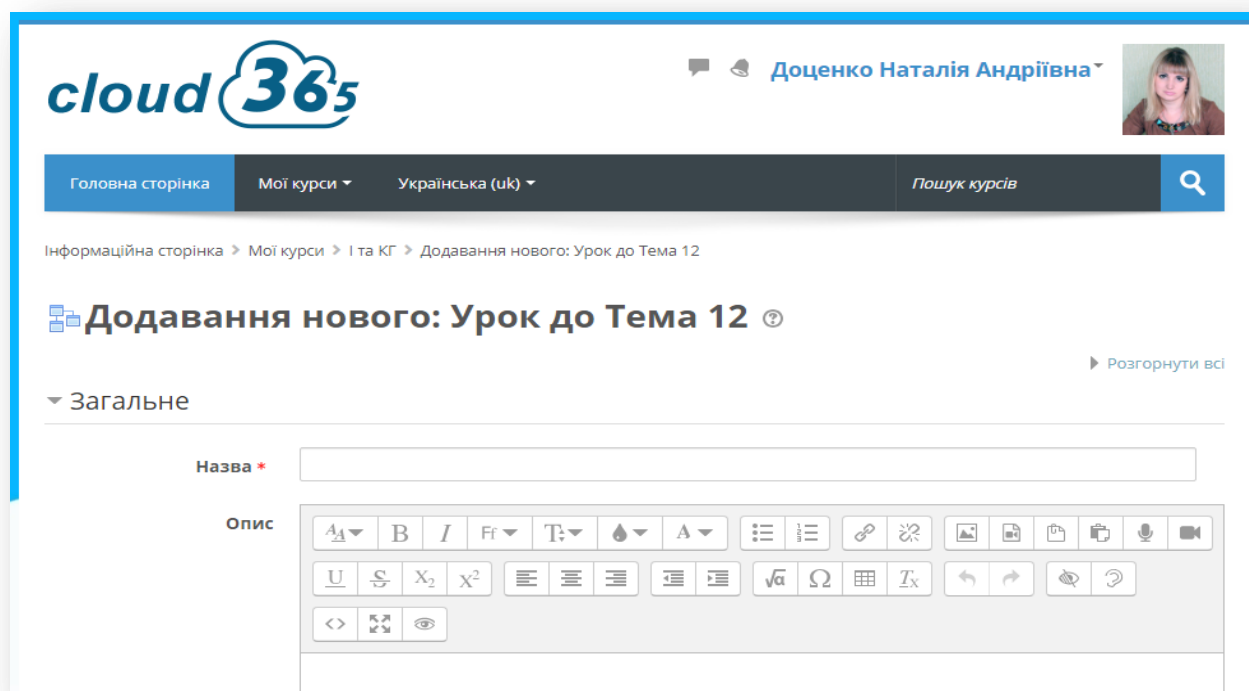 cloud 365
Доценко Наталія Андріївна
Головна сторінка Мої курси Українська (uk) Пошук курсів
Інформаційна сторінка > Мої курси > І та КГ > Додавання нового: Урок до Тема 12
Додавання нового: Урок до Тема 12
Розгорнути всі
Загальне
Назва *
Опис